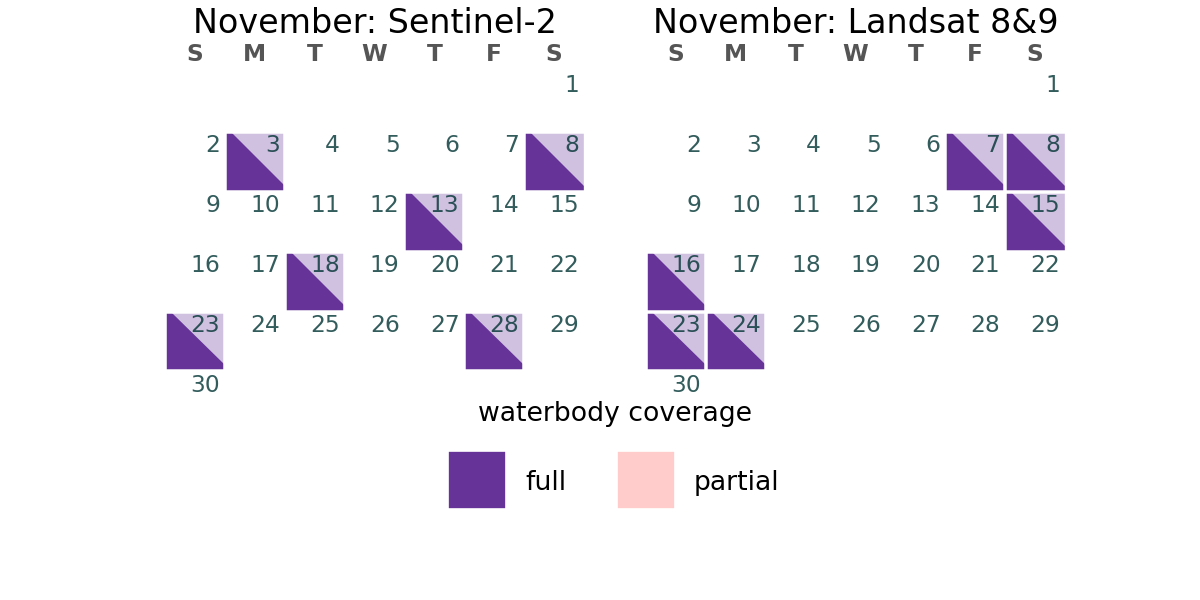 November: Sentinel-2
S M T W T F S
1
2 3 4 5 6 7 8
9 10 11 12 13 14 15
16 17 18 19 20 21 22
23 24 25 26 27 28 29
30
November: Landsat 8&9
S M T W T F S
1
2 3 4 5 6 7 8
9 10 11 12 13 14 15
16 17 18 19 20 21 22
23 24 25 26 27 28 29
30
waterbody coverage
full partial